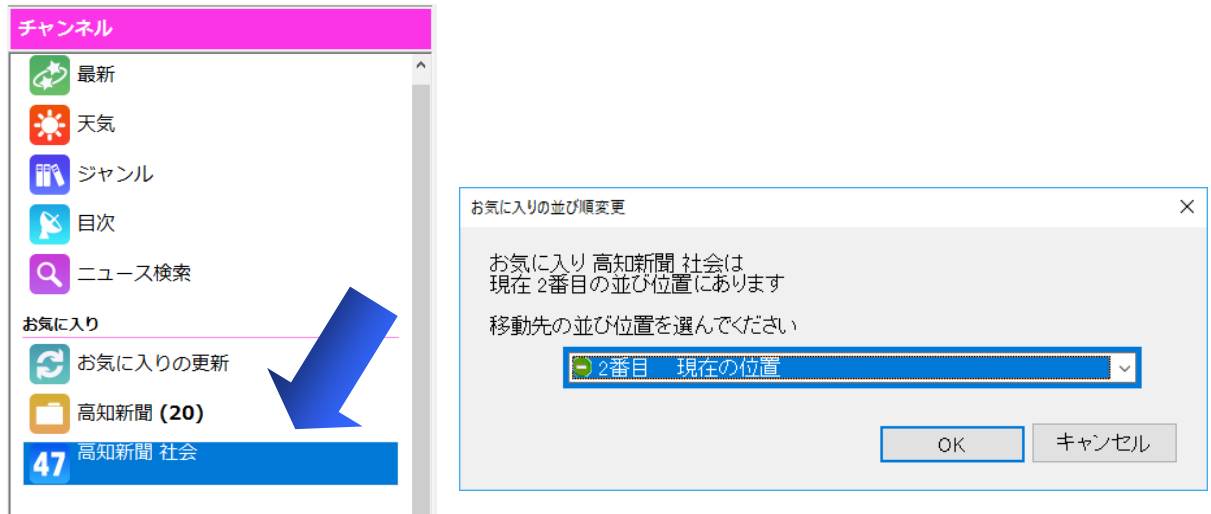 チャンネル
最新
天気
ジャンル
目次
ニュース検索
お気に入り
お気に入りの更新
高知新聞 (20)
47 高知新聞 社会
お気に入りの並び順変更
お気に入り 高知新聞 社会は
現在 2番目の並び位置にあります
移動先の並び位置を選んでください
2番目 現在の位置
OK キャンセル